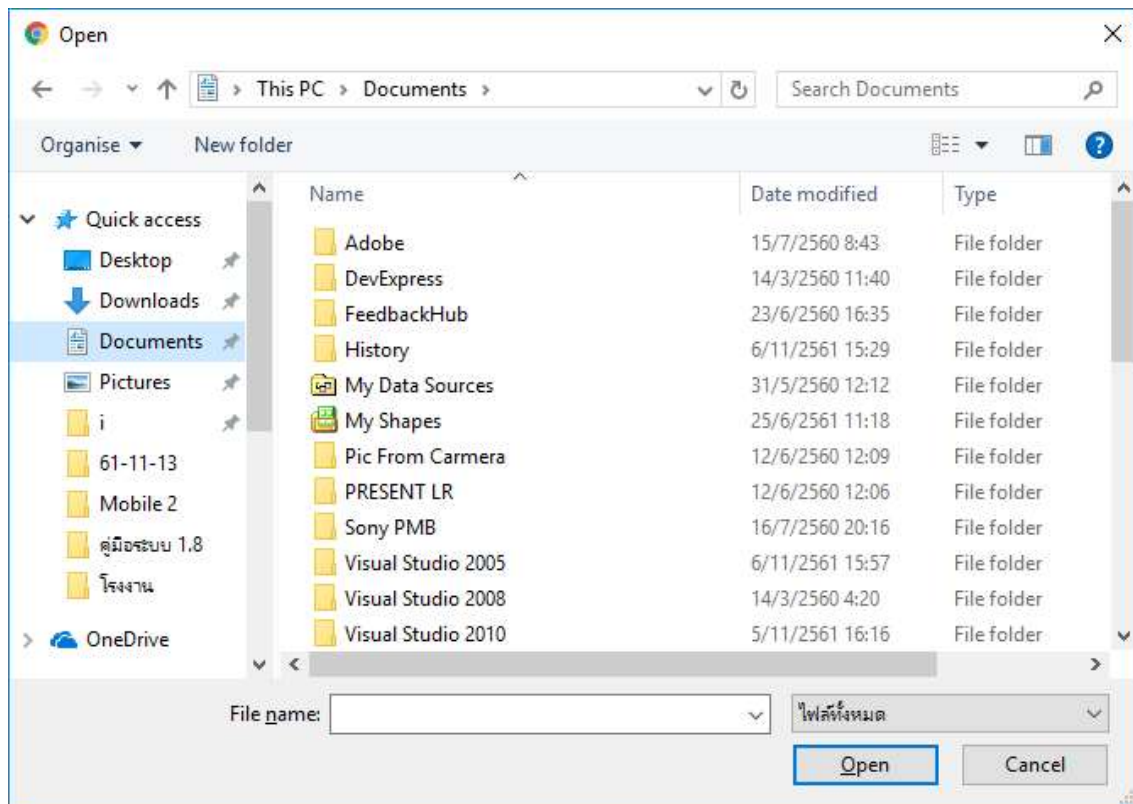 Open
This PC > Documents >
Search Documents
Organise
New folder
Name
Date modified
Type
Quick access
Desktop
Downloads
Documents
Pictures
i
61-11-13
Mobile 2
คู่มือระบบ 1.8
โรงงาน
OneDrive
Adobe 15/7/2560 8:43 File folder
DevExpress 14/3/2560 11:40 File folder
FeedbackHub 23/6/2560 16:35 File folder
History 6/11/2561 15:29 File folder
My Data Sources 31/5/2560 12:12 File folder
My Shapes 25/6/2561 11:18 File folder
Pic From Carmera 12/6/2560 12:09 File folder
PRESENT LR 12/6/2560 12:06 File folder
Sony PMB 16/7/2560 20:16 File folder
Visual Studio 2005 6/11/2561 15:57 File folder
Visual Studio 2008 14/3/2560 4:20 File folder
Visual Studio 2010 5/11/2561 16:16 File folder
File name:
ไฟล์ทั้งหมด
Open
Cancel